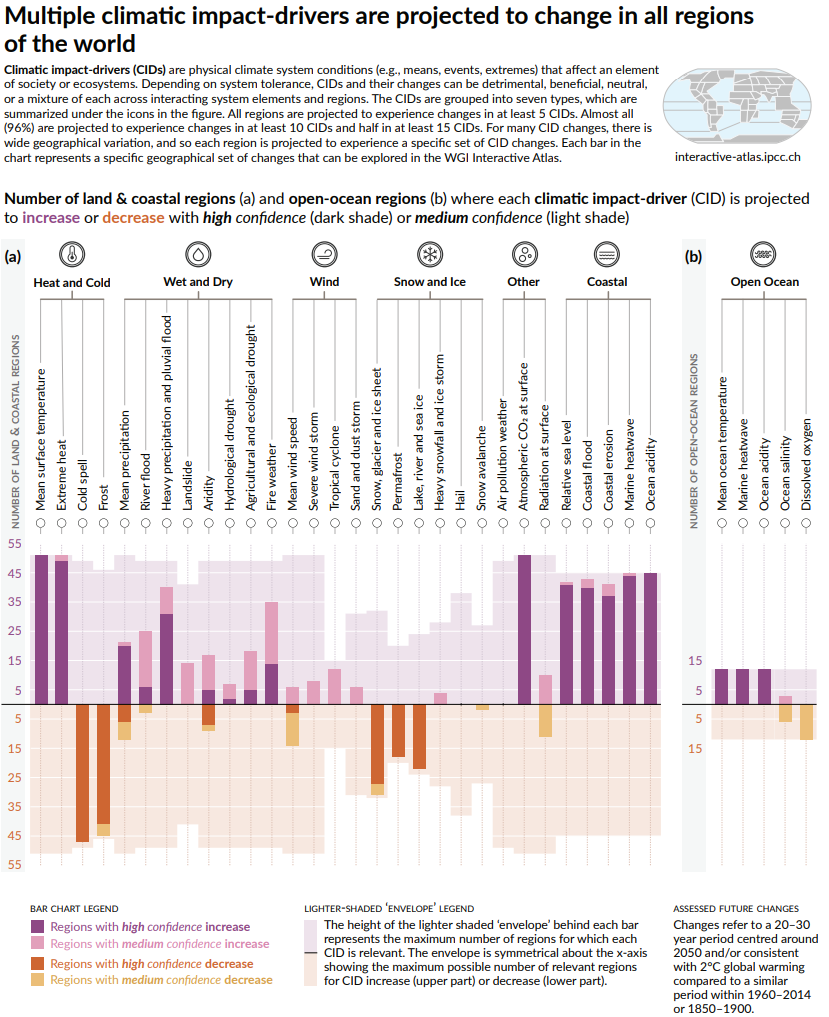 Multiple climatic impact-drivers are projected to change in all regions
of the world
Climatic impact-drivers (CIDs) are physical climate system conditions (e.g., means, events, extremes) that affect an element
of society or ecosystems. Depending on system tolerance, CIDs and their changes can be detrimental, beneficial, neutral,
or a mixture of each across interacting system elements and regions. The CIDs are grouped into seven types, which are
summarized under the icons in the figure. All regions are projected to experience changes in at least 5 CIDs. Almost all
(96%) are projected to experience changes in at least 10 CIDs and half in at least 15 CIDs. For many CID changes, there is
wide geographical variation, and so each region is projected to experience a specific set of CID changes. Each bar in the
chart represents a specific geographical set of changes that can be explored in the WGI Interactive Atlas.
interactive-atlas.ipcc.ch
Number of land & coastal regions (a) and open-ocean regions (b) where each climatic impact-driver (CID) is projected
to increase or decrease with high confidence (dark shade) or medium confidence (light shade)
(a)
Heat and Cold
Wet and Dry
Wind
Snow and Ice
Other
Coastal
(b)
Open Ocean
NUMBER OF LAND & COASTAL REGIONS
Mean surface temperature
Extreme heat
Cold spell
Frost
Mean precipitation
River flood
Heavy precipitation and pluvial flood
Landslide
Aridity
Hydrological drought
Agricultural and ecological drought
Fire weather
Mean wind speed
Severe wind storm
Tropical cyclone
Sand and dust storm
Snow, glacier and ice sheet
Permafrost
Lake, river and sea ice
Heavy snowfall and ice storm
Hail
Snow avalanche
Air pollution weather
Atmospheric CO₂ at surface
Radiation at surface
Relative sea level
Coastal flood
Coastal erosion
Marine heatwave
Ocean acidity
NUMBER OF OPEN-OCEAN REGIONS
Mean ocean temperature
Marine heatwave
Ocean acidity
Ocean salinity
Dissolved oxygen
55
45
35
25
15
5
5
15
25
35
45
55
15
5
5
15
BAR CHART LEGEND
Regions with high confidence increase
Regions with medium confidence increase
Regions with high confidence decrease
Regions with medium confidence decrease
LIGHTER-SHADED ‘ENVELOPE’ LEGEND
The height of the lighter shaded ‘envelope’ behind each bar
represents the maximum number of regions for which each
CID is relevant. The envelope is symmetrical about the x-axis
showing the maximum possible number of relevant regions
for CID increase (upper part) or decrease (lower part).
ASSESSED FUTURE CHANGES
Changes refer to a 20–30
year period centred around
2050 and/or consistent
with 2°C global warming
compared to a similar
period within 1960–2014
or 1850–1900.